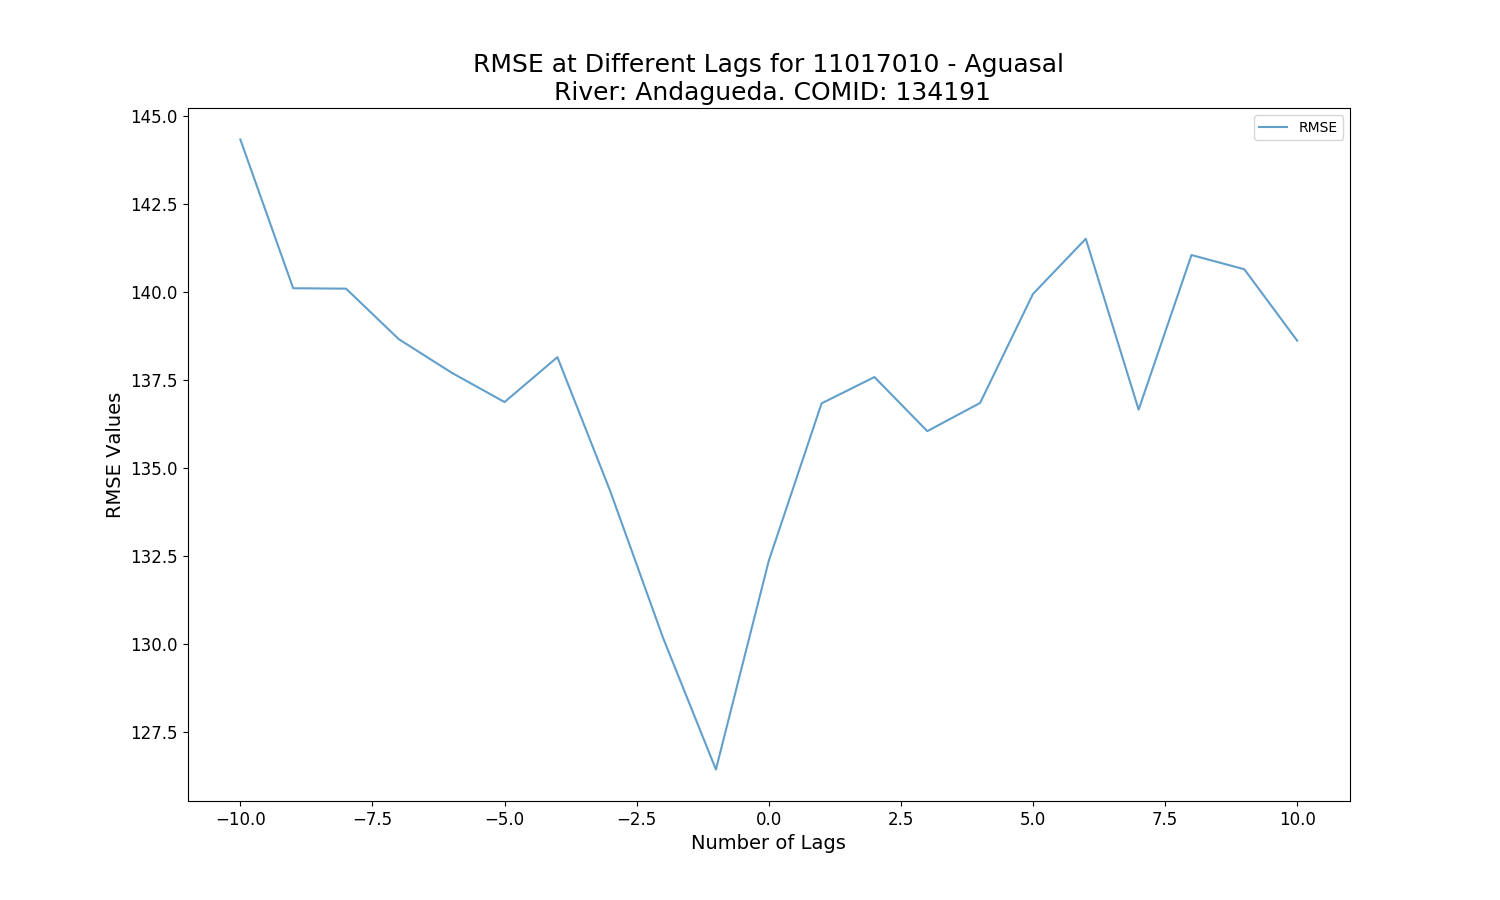 RMSE at Different Lags for 11017010 - Aguasal
River: Andagueda. COMID: 134191
RMSE
145.0
142.5
140.0
137.5
135.0
132.5
130.0
127.5
RMSE Values
−10.0 −7.5 −5.0 −2.5 0.0 2.5 5.0 7.5 10.0
Number of Lags